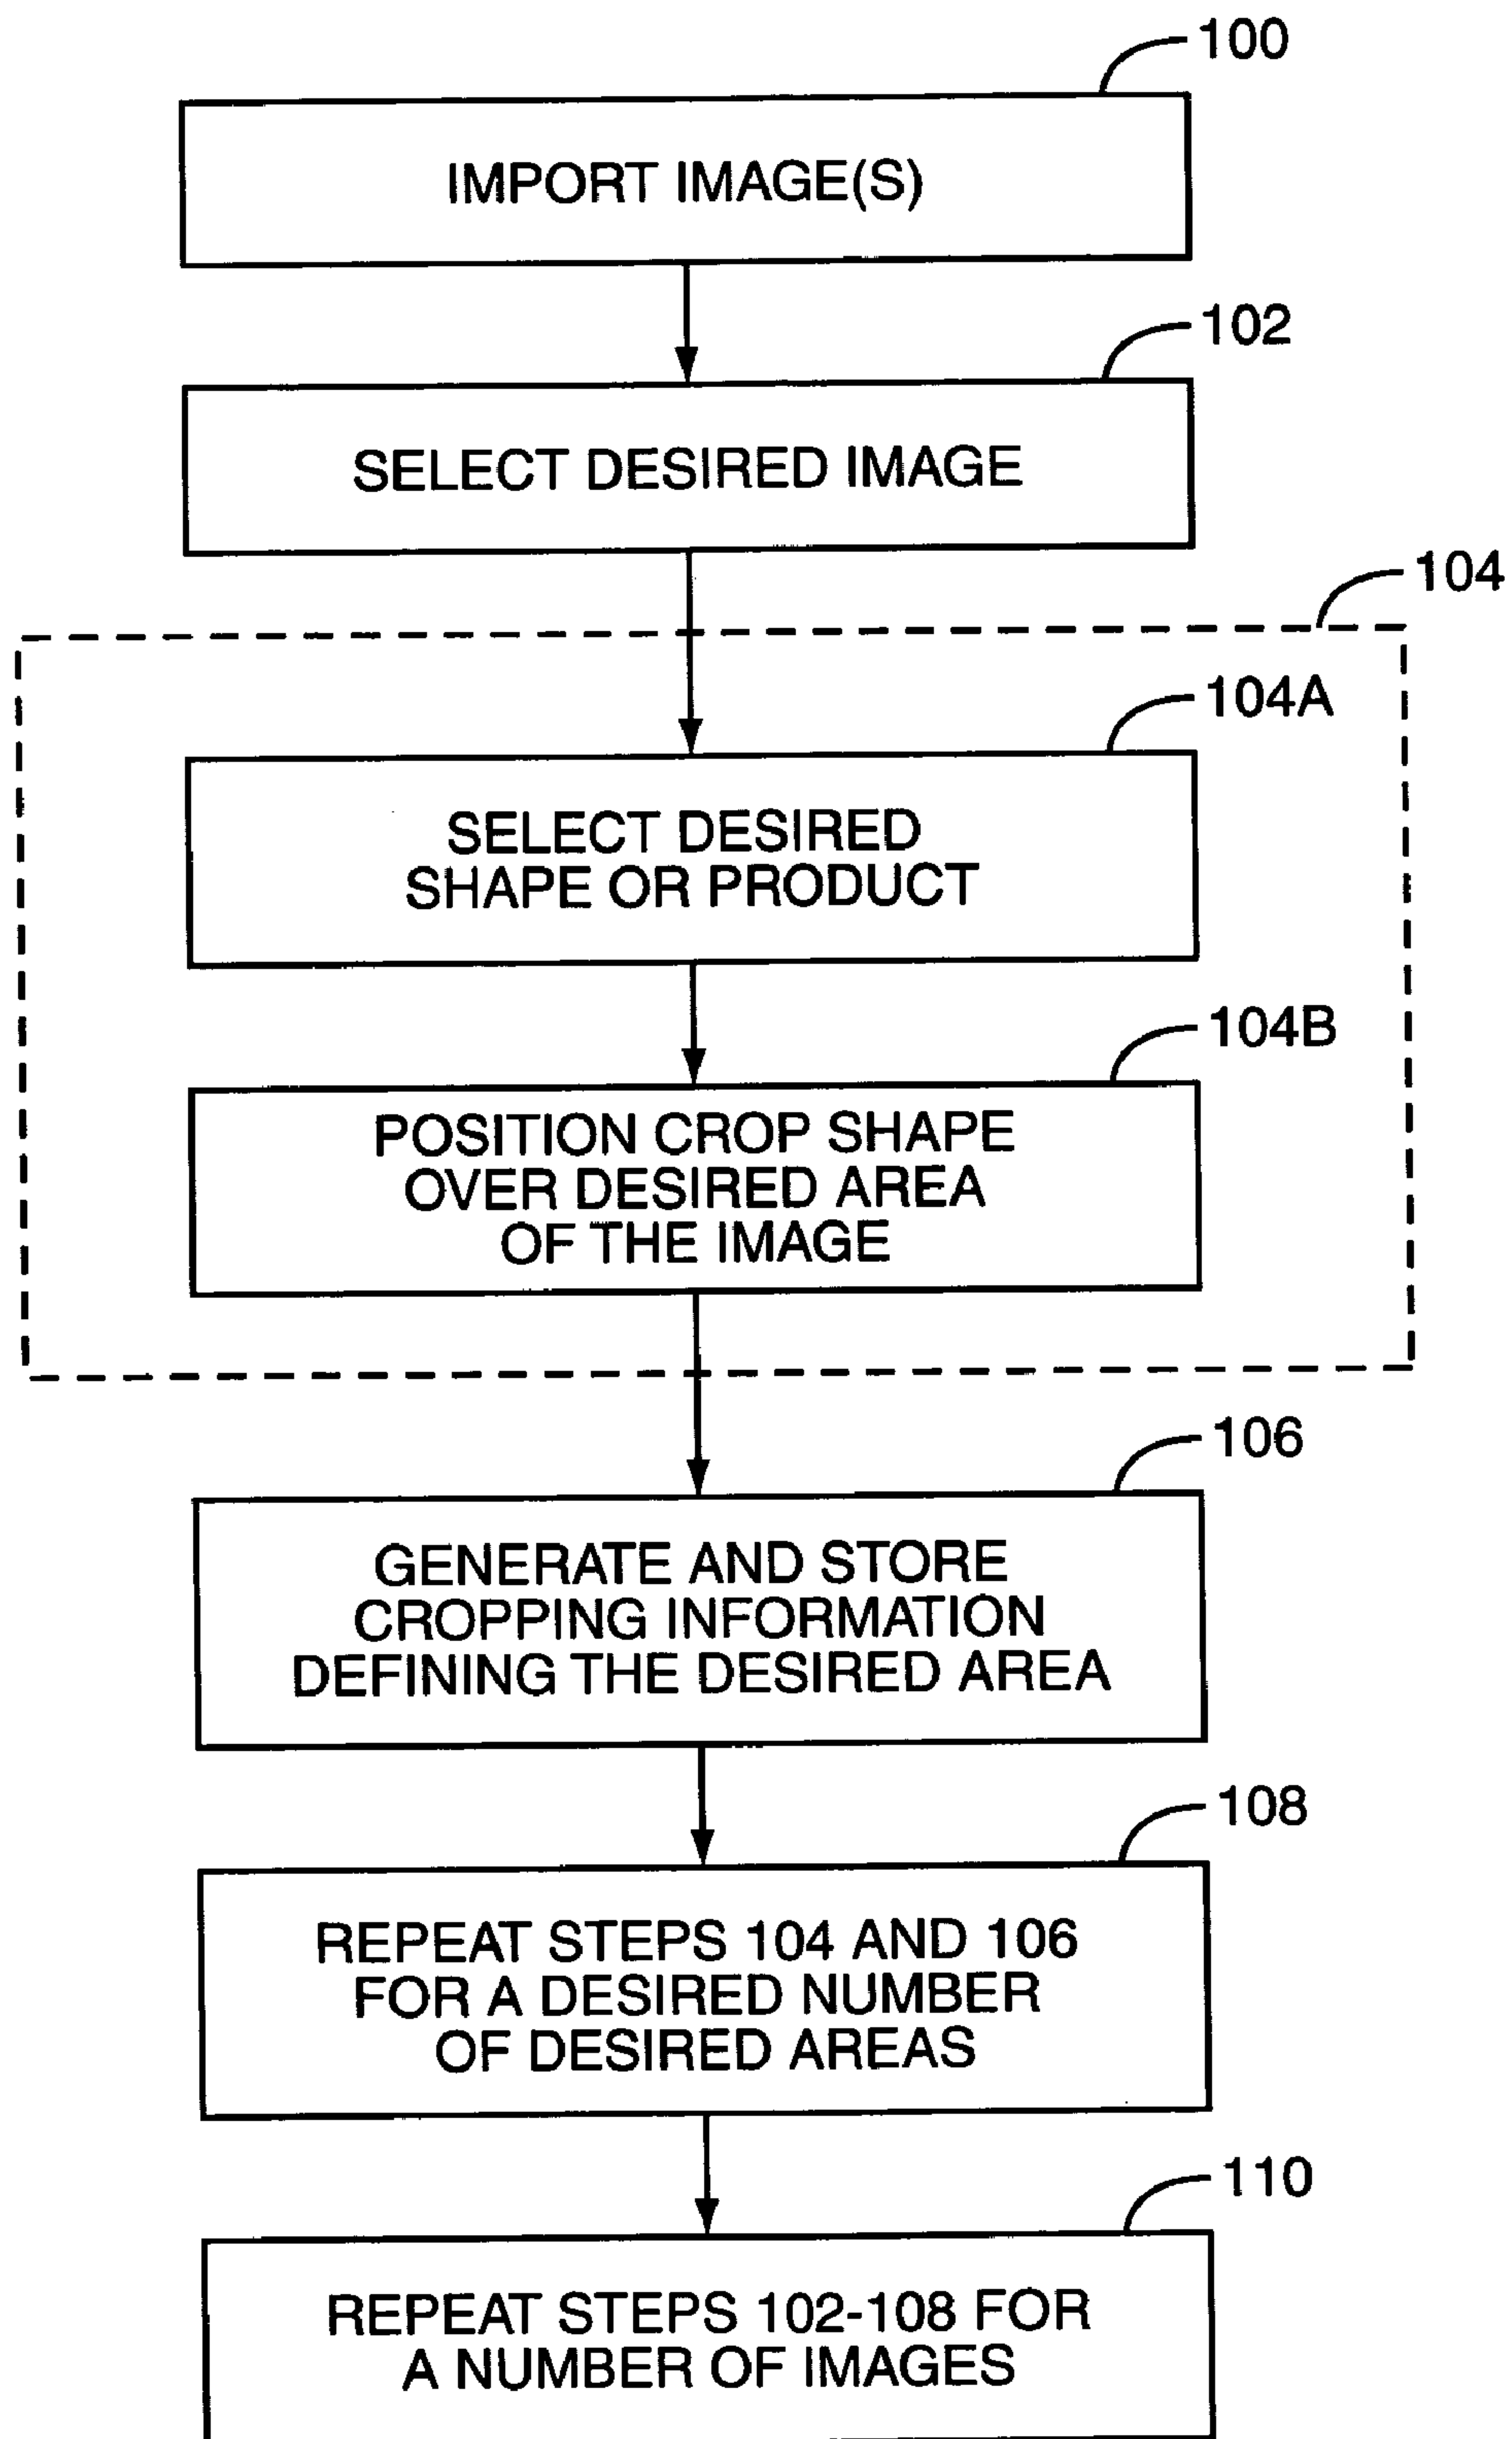 100
IMPORT IMAGE(S)
102
SELECT DESIRED IMAGE
104
104A
SELECT DESIRED
SHAPE OR PRODUCT
104B
POSITION CROP SHAPE
OVER DESIRED AREA
OF THE IMAGE
106
GENERATE AND STORE
CROPPING INFORMATION
DEFINING THE DESIRED AREA
108
REPEAT STEPS 104 AND 106
FOR A DESIRED NUMBER
OF DESIRED AREAS
110
REPEAT STEPS 102-108 FOR
A NUMBER OF IMAGES